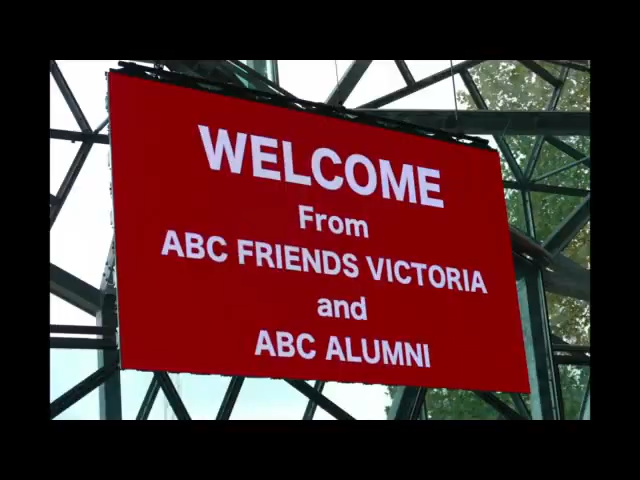 WELCOME
From
ABC FRIENDS VICTORIA
and
ABC ALUMNI